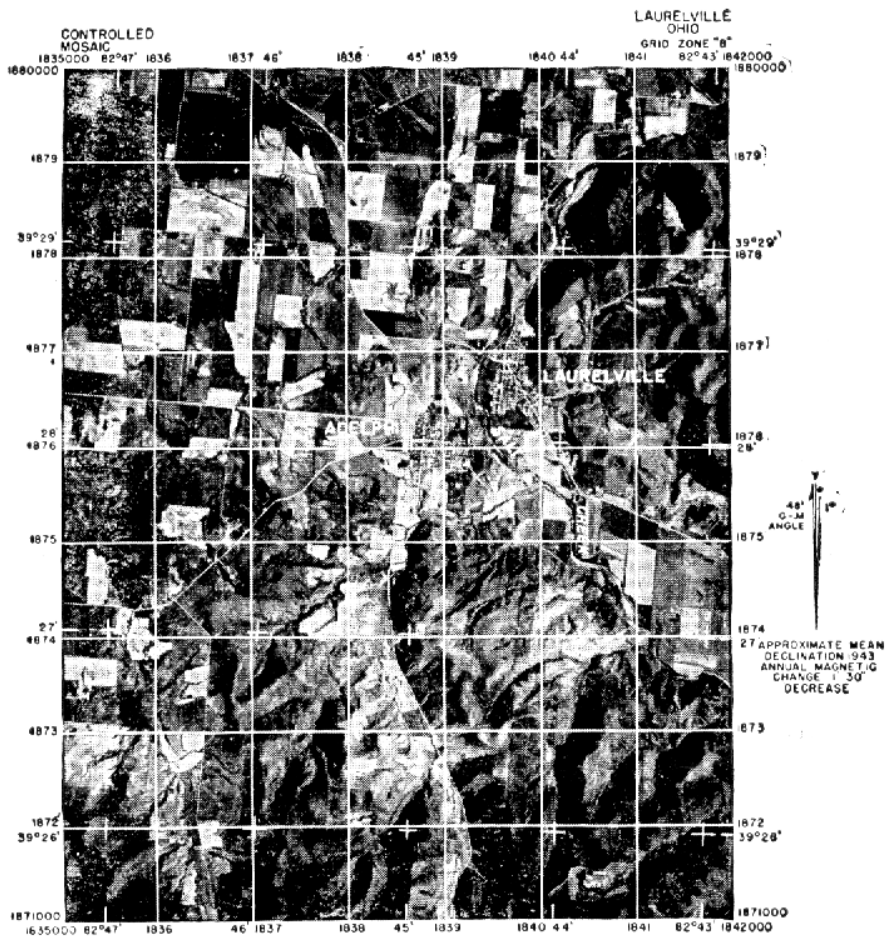 CONTROLLED
MOSAIC
LAURELVILLE
OHIO
GRID ZONE "B"
1835000 82°47' 1836 1837 46' 1838 45' 1839 1840 44' 1841 82°43' 1842000
1880000 1880000
1879 1879
39°29' 39°29'
1878 1878
1877 1877
LAURELVILLE
ADELPHI
28'
1876 1876
28'
CREEK
48'
G-M
ANGLE
1875 1875
27'
1874 1874
27'
APPROXIMATE MEAN
DECLINATION 1943
ANNUAL MAGNETIC
CHANGE 1' 30"
DECREASE
1873 1873
1872 1872
39°26' 39°26'
1871000 1871000
1635000 82°47' 1836 46' 1837 1838 45' 1839 1840 44' 1841 82°43' 1842000